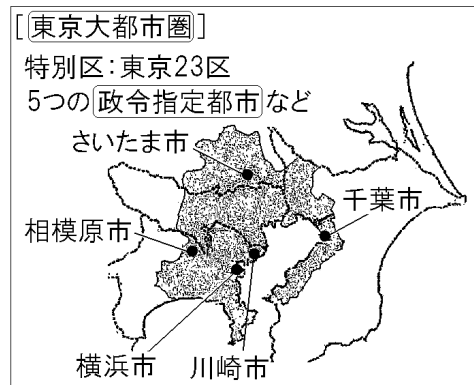 [東京大都市圏]
特別区:東京23区
5つの政令指定都市など
さいたま市
千葉市
相模原市
横浜市
川崎市